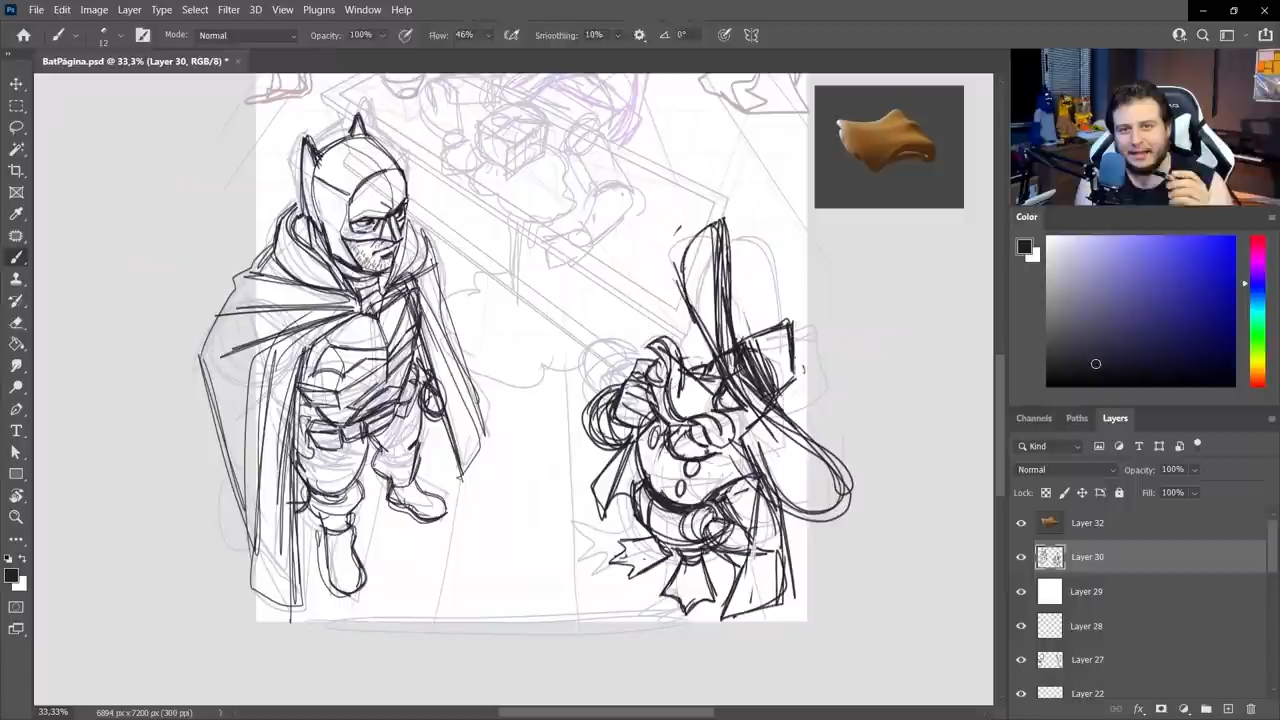 Ps File Edit Image Layer Type Select Filter 3D View Plugins Window Help
12 Mode: Normal Opacity: 100% Flow: 46% Smoothing: 10% 0°
BatPágina.psd @ 33,3% (Layer 30, RGB/8) * ×
Color
Channels Paths Layers
Kind
Normal Opacity: 100%
Lock: Fill: 100%
Layer 32
Layer 30
Layer 29
Layer 28
Layer 27
Layer 22
33,33% 6894 px x 7200 px (300 ppi)